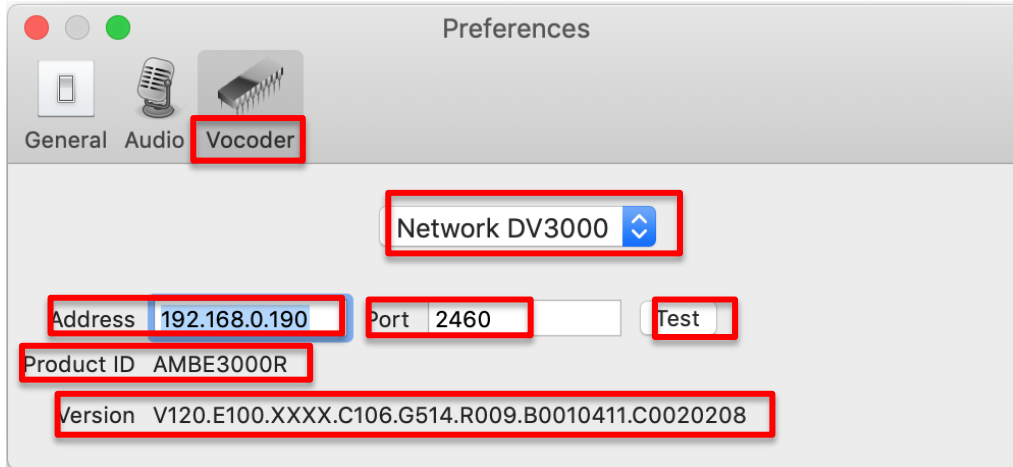 Preferences
General Audio Vocoder
Network DV3000
Address 192.168.0.190 Port 2460 Test
Product ID AMBE3000R
Version V120.E100.XXXX.C106.G514.R009.B0010411.C0020208